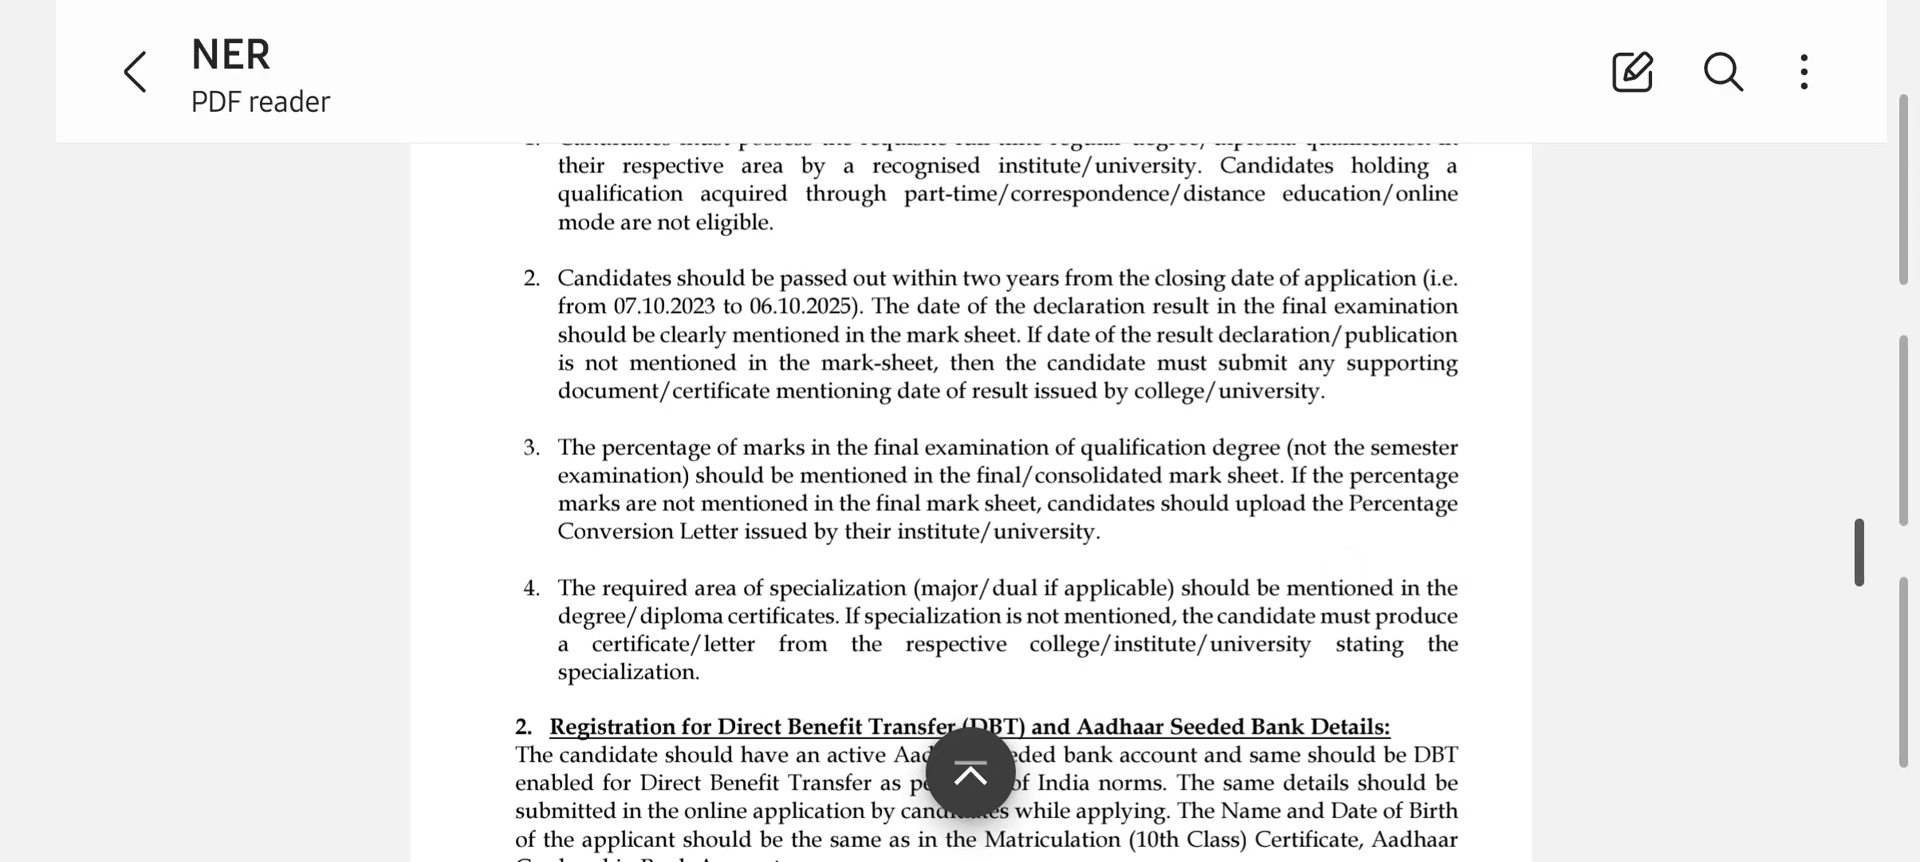 NER
PDF reader
their respective area by a recognised institute/university. Candidates holding a
qualification acquired through part-time/correspondence/distance education/online
mode are not eligible.
2. Candidates should be passed out within two years from the closing date of application (i.e.
from 07.10.2023 to 06.10.2025). The date of the declaration result in the final examination
should be clearly mentioned in the mark sheet. If date of the result declaration/publication
is not mentioned in the mark-sheet, then the candidate must submit any supporting
document/certificate mentioning date of result issued by college/university.
3. The percentage of marks in the final examination of qualification degree (not the semester
examination) should be mentioned in the final/consolidated mark sheet. If the percentage
marks are not mentioned in the final mark sheet, candidates should upload the Percentage
Conversion Letter issued by their institute/university.
4. The required area of specialization (major/dual if applicable) should be mentioned in the
degree/diploma certificates. If specialization is not mentioned, the candidate must produce
a certificate/letter from the respective college/institute/university stating the
specialization.
2. Registration for Direct Benefit Transfer (DBT) and Aadhaar Seeded Bank Details:
The candidate should have an active bank account and same should be DBT
enabled for Direct Benefit Transfer as of India norms. The same details should be
submitted in the online application by while applying. The Name and Date of Birth
of the applicant should be the same as in the Matriculation (10th Class) Certificate, Aadhaar